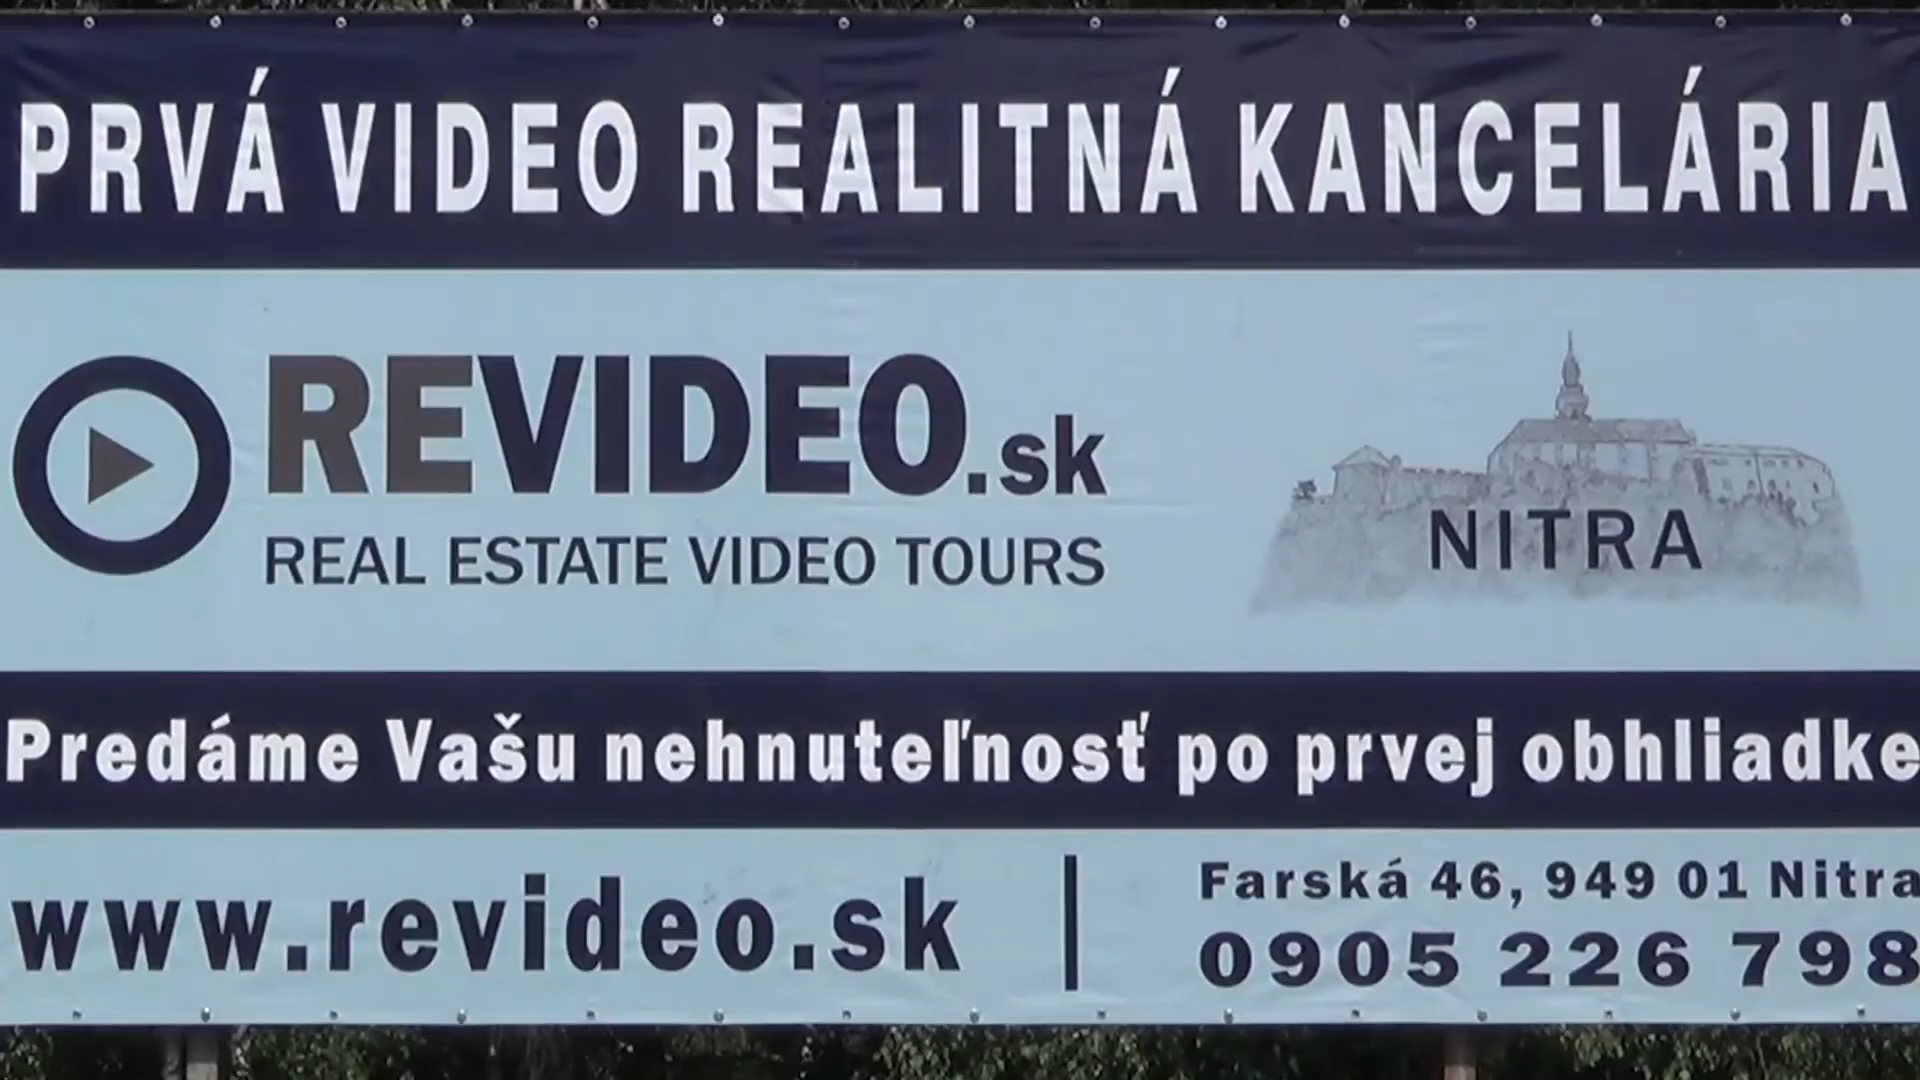 PRVÁ VIDEO REALITNÁ KANCELÁRIA
REVIDEO.sk
REAL ESTATE VIDEO TOURS
NITRA
Predáme Vašu nehnuteľnosť po prvej obhliadke
www.revideo.sk
Farská 46, 949 01 Nitra
0905 226 798